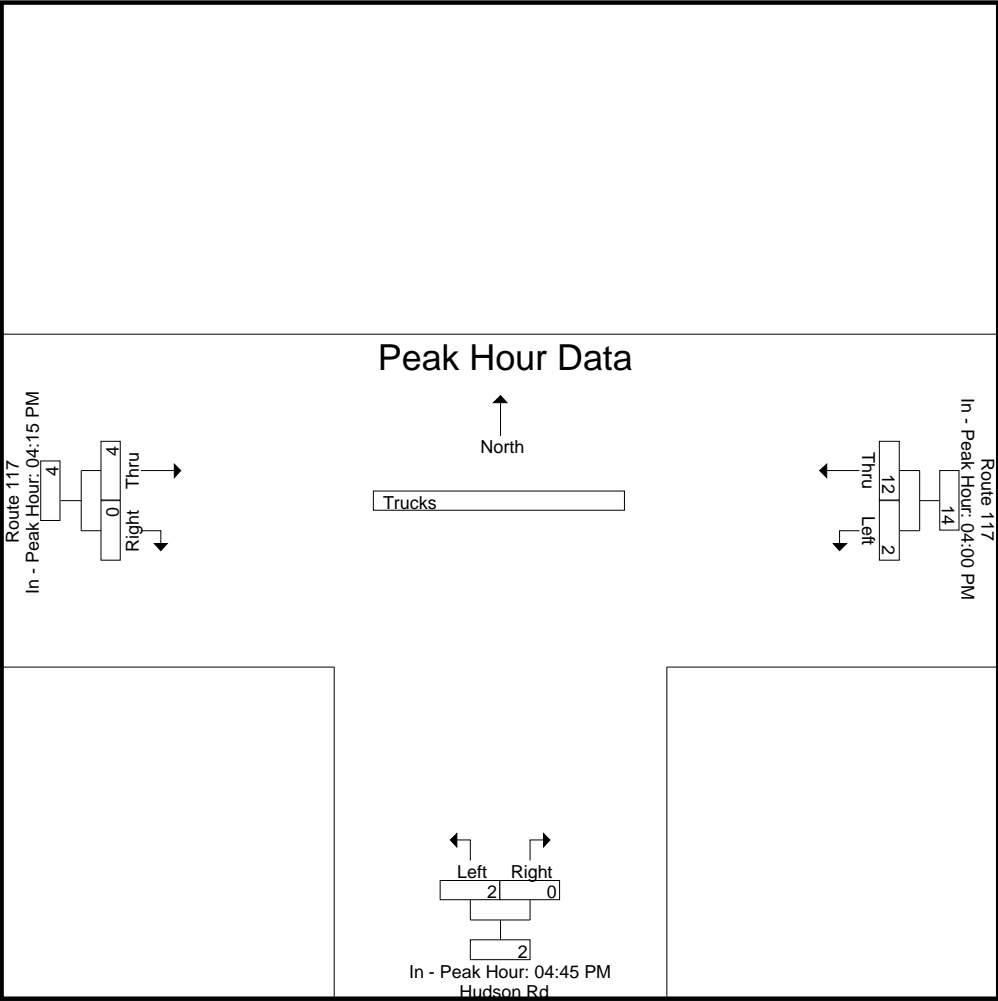 Peak Hour Data
North
Trucks
Route 117
In - Peak Hour: 04:15 PM
4
4
0
Thru
Right
Route 117
In - Peak Hour: 04:00 PM
14
12
2
Thru
Left
Left Right
2 0
2
In - Peak Hour: 04:45 PM
Hudson Rd